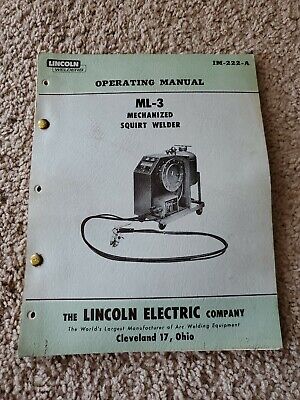 LINCOLN
WELDERS
IM-222-A
OPERATING MANUAL
ML-3
MECHANIZED
SQUIRT WELDER
THE LINCOLN ELECTRIC COMPANY
The World's Largest Manufacturer of Arc Welding Equipment
Cleveland 17, Ohio